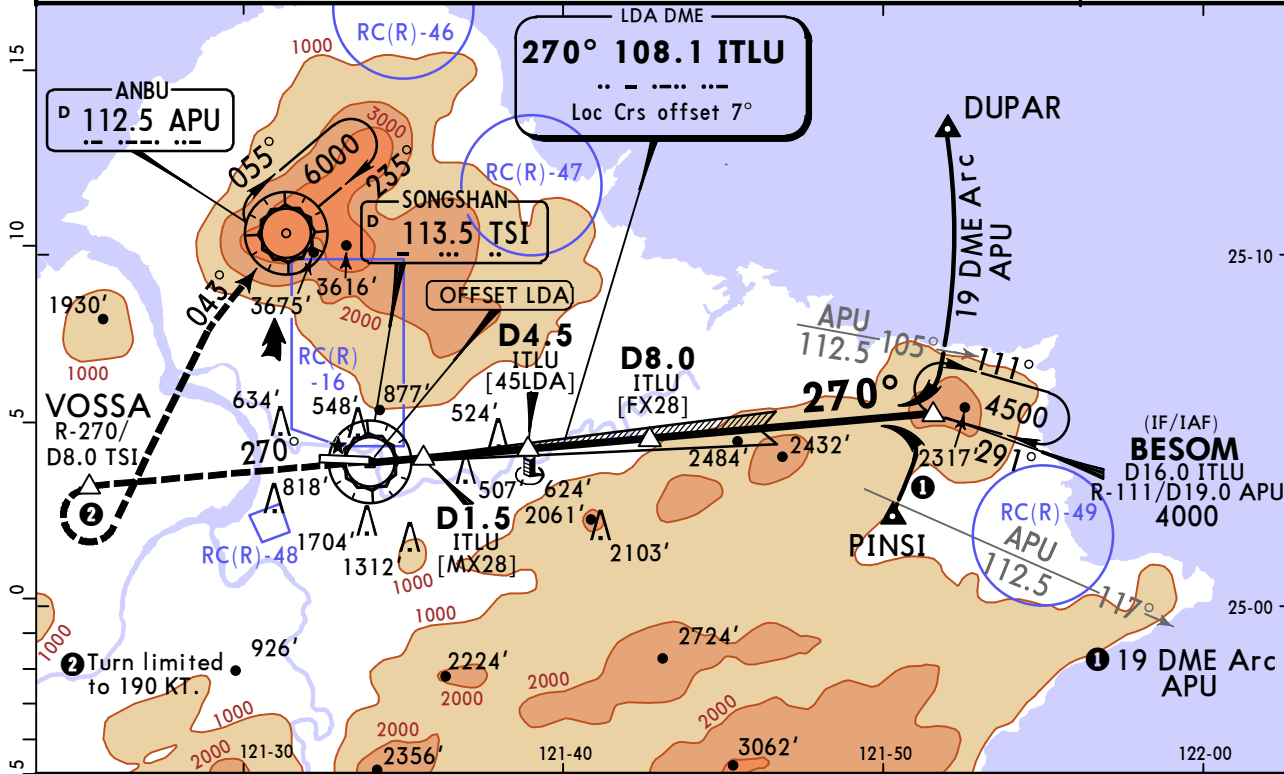 LDA DME
270° 108.1 ITLU
Loc Crs offset 7°
15
10
5
0
5
1000
RC(R)-46
ANBU
D 112.5 APU
055°
6000
235°
3000
RC(R)-47
SONGSHAN
D 113.5 TSI
DUPAR
19 DME Arc
APU
25-10
043°
3675'
3616'
2000
OFFSET LDA
1930'
1000
RC(R)
-16
D4.5
ITLU
[45LDA]
D8.0
ITLU
[FX28]
APU
112.5
105°
111°
270°
4500
291°
877'
634'
548'
524'
VOSSA
R-270/
D8.0 TSI
270°
818'
507'
624'
2484'
2432'
2317'
(IF/IAF)
BESOM
D16.0 ITLU
R-111/D19.0 APU
4000
2
1
D1.5
ITLU
[MX28]
2061'
2103'
RC(R)-48
1704'
1312'
1000
PINSI
RC(R)-49
APU
112.5
117°
25-00
1000
1000
2 Turn limited
to 190 KT.
926'
2224'
2000
2724'
2000
1 19 DME Arc
APU
1000
2000
2000
2356'
2000
3062'
121-30
121-40
121-50
122-00